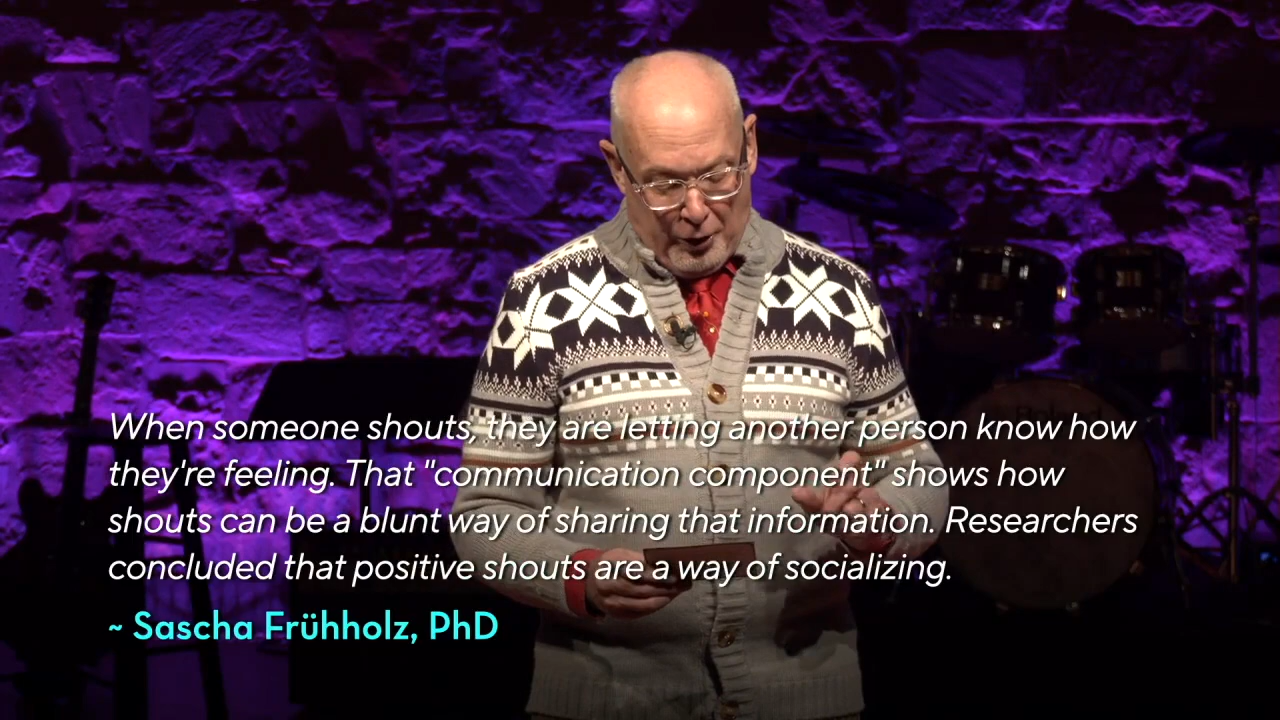 When someone shouts, they are letting another person know how
they're feeling. That "communication component" shows how
shouts can be a blunt way of sharing that information. Researchers
concluded that positive shouts are a way of socializing.
~ Sascha Frühholz, PhD
Roland